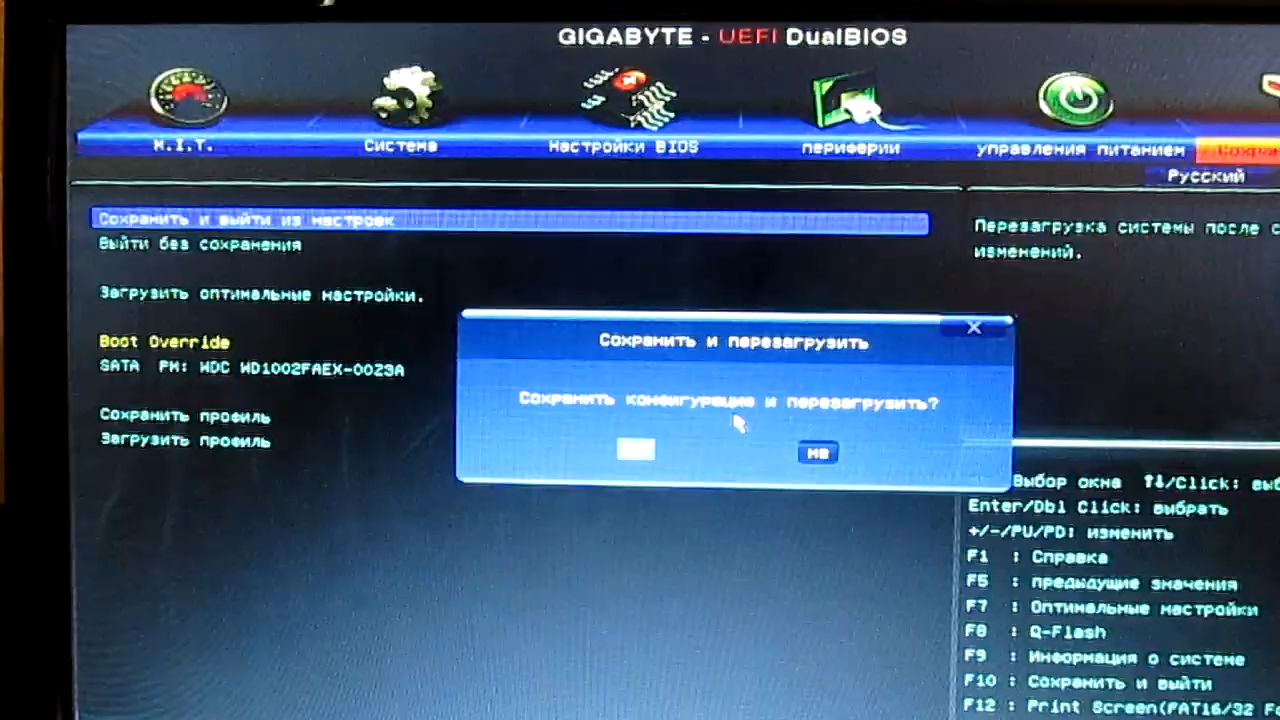 GIGABYTE - UEFI DualBIOS
M.I.T.
Система
Настройки BIOS
периферии
управления питанием
Русский
Сохранить и выйти из настроек
Выйти без сохранения
Загрузить оптимальные настройки.
Boot Override
SATA PM: WDC WD1002FAEX-0023A
Сохранить профиль
Загрузить профиль
Перезагрузка системы после
изменений.
Сохранить и перезагрузить
X
Сохранить конфигурацию и перезагрузить?
не
Выбор окна ↑↓/Click:
Enter/Dbl Click: выбрать
+/-/PU/PD: изменить
F1 : Справка
F5 : предыдущие значения
F7 : Оптимальные настройки
F8 : Q-Flash
F9 : Информация о системе
F10 : Сохранить и выйти
F12 : Print Screen(FAT16/32